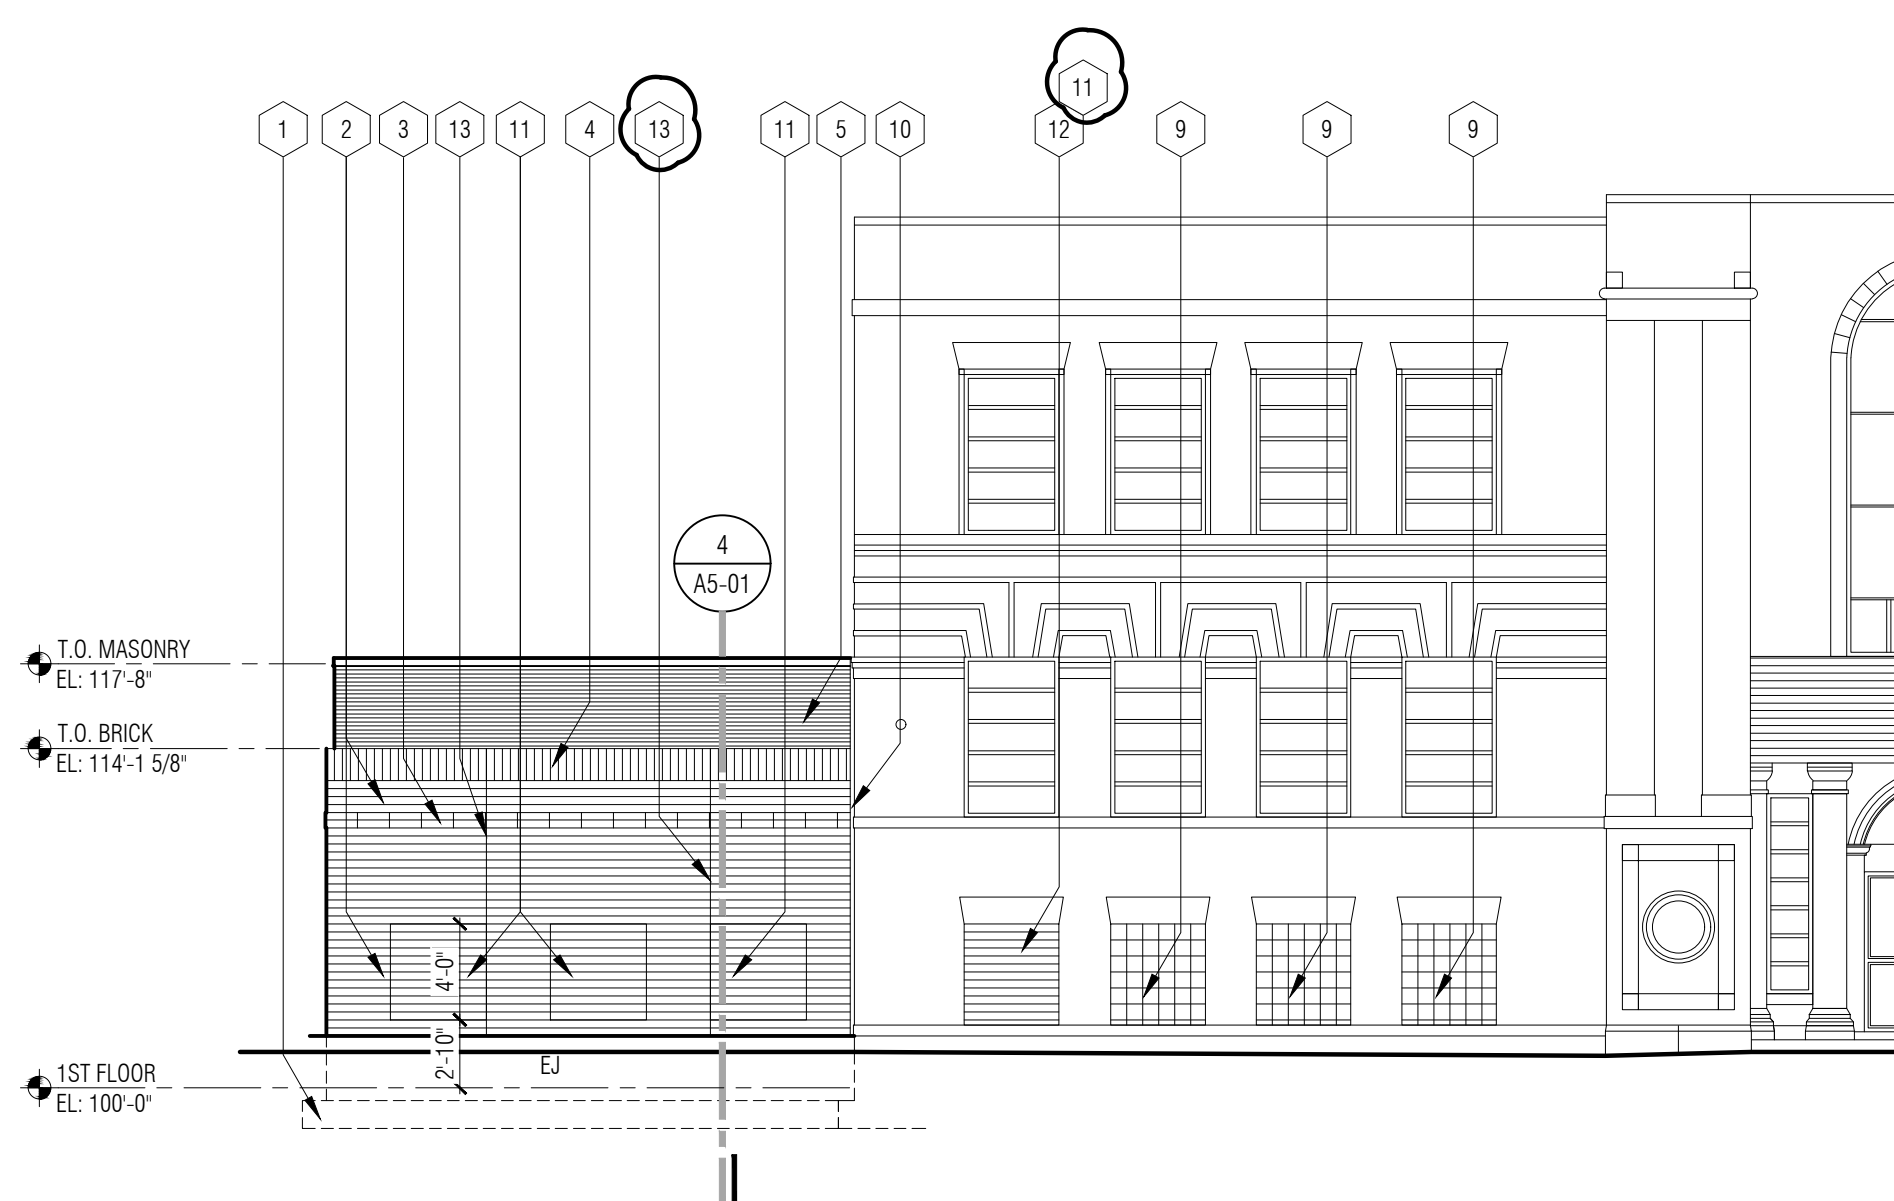 11
1 2 3 13 11 4 13 11 5 10 12 9 9 9
4
A5-01
T.O. MASONRY
EL: 117'-8"
T.O. BRICK
EL: 114'-1 5/8"
4'-0"
2'-10"
EJ
1ST FLOOR
EL: 100'-0"